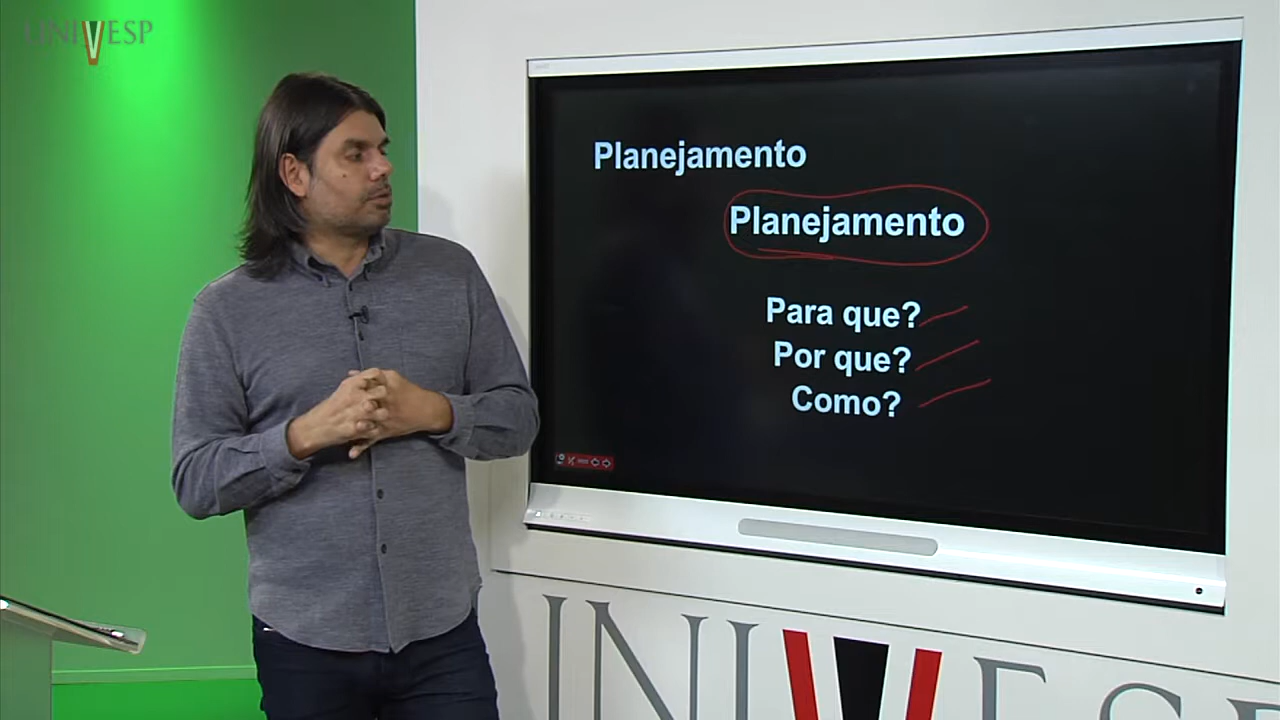 UNIVESP
Planejamento
Planejamento
Para que?
Por que?
Como?
UNIVESP